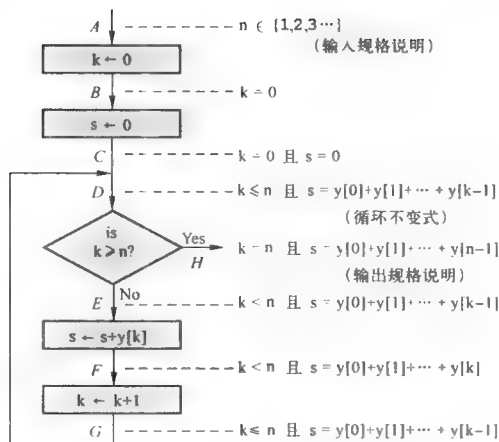 A n ∈ {1,2,3⋯}
(输入规格说明)
k ← 0
B k = 0
s ← 0
C k = 0 且 s = 0
D k ≤ n 且 s = y[0]+y[1]+ ⋯ + y[k-1]
(循环不变式)
is
k ≥ n?
Yes
H k = n 且 s = y[0]+y[1]+ ⋯ + y[n-1]
(输出规格说明)
No
E k < n 且 s = y[0]+y[1]+ ⋯ + y[k-1]
s ← s+y[k]
F k < n 且 s = y[0]+y[1]+ ⋯ + y[k]
k ← k+1
G k ≤ n 且 s = y[0]+y[1]+ ⋯ + y[k-1]